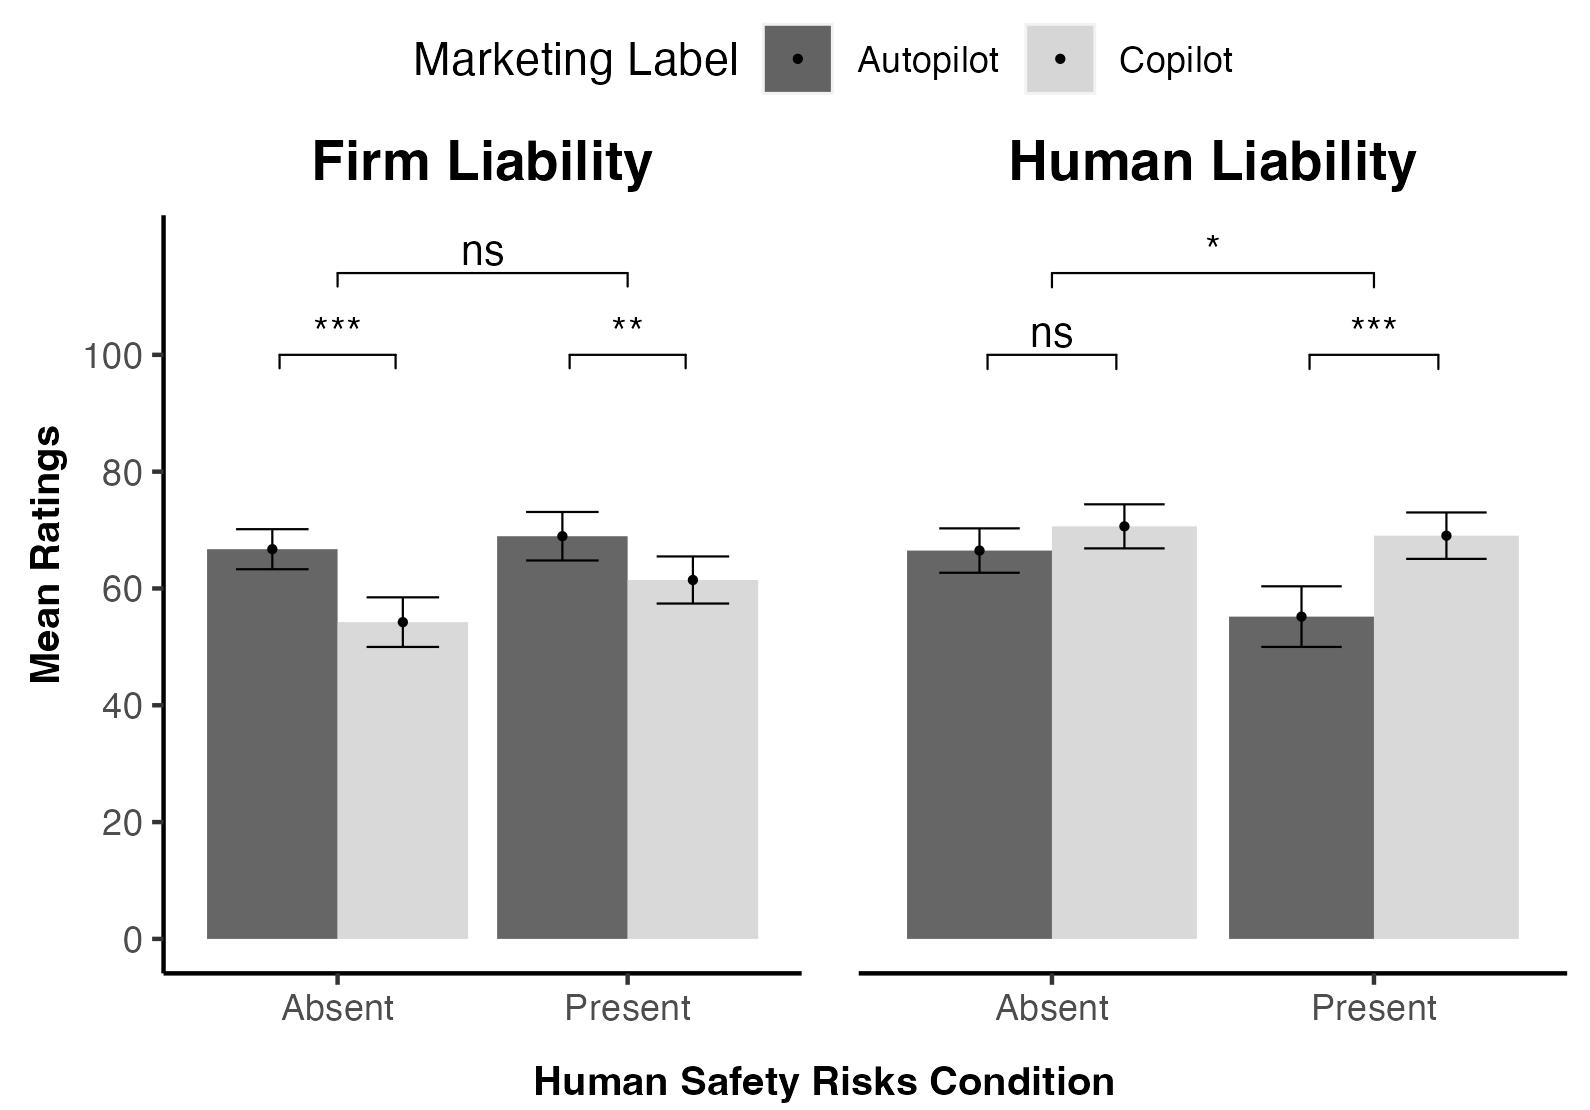 Marketing Label Autopilot Copilot
Firm Liability Human Liability
ns *
*** ** ns ***
100
80
60
40
20
0
Mean Ratings
Absent Present Absent Present
Human Safety Risks Condition